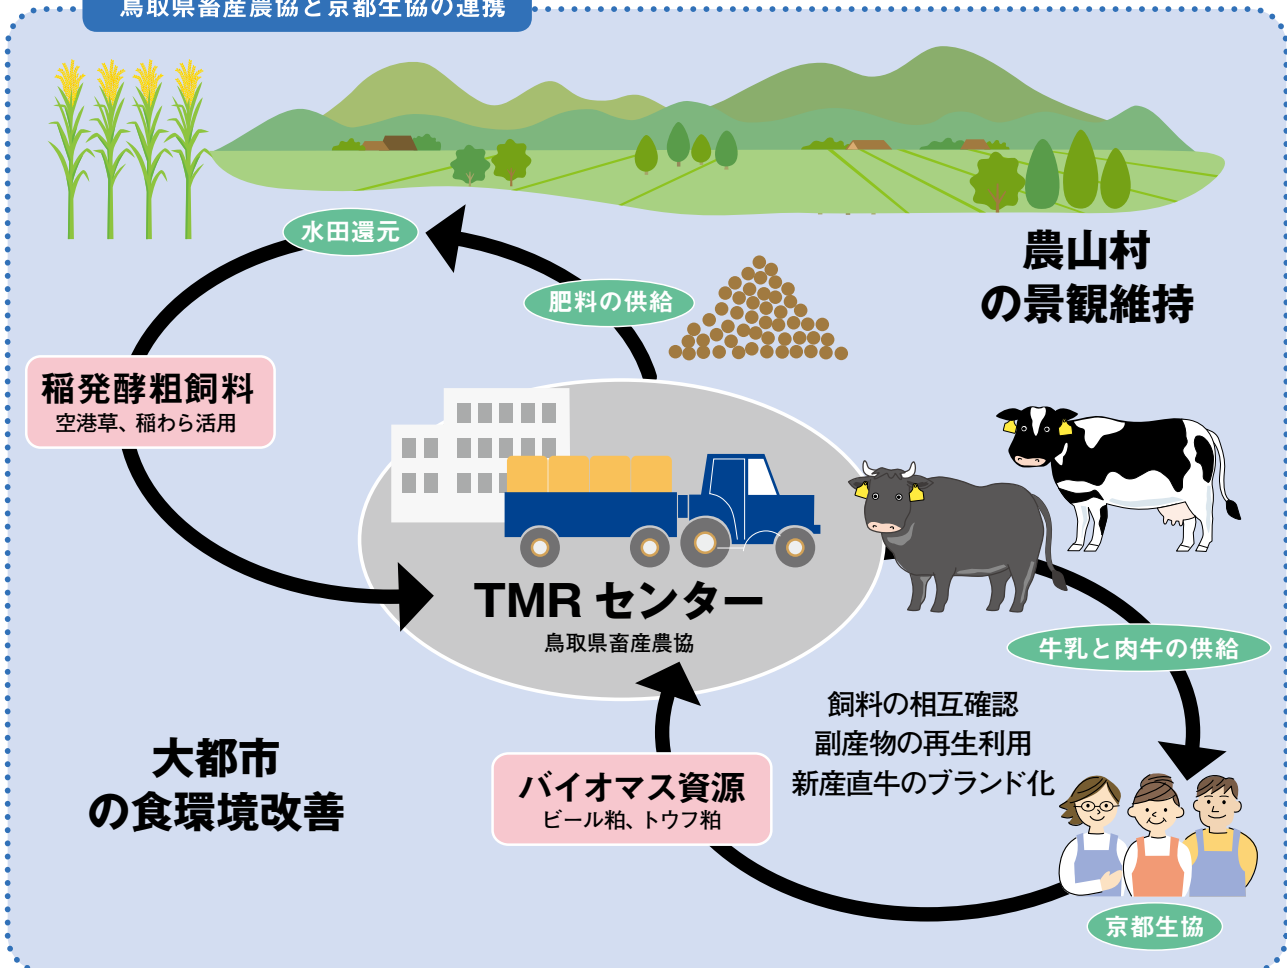 鳥取県畜産農協と京都生協の連携
水田還元
肥料の供給
農山村
の景観維持
稲発酵粗飼料
空港草、稲わら活用
TMR センター
鳥取県畜産農協
牛乳と肉牛の供給
飼料の相互確認
副産物の再生利用
新産直牛のブランド化
大都市
の食環境改善
バイオマス資源
ビール粕、トウフ粕
京都生協